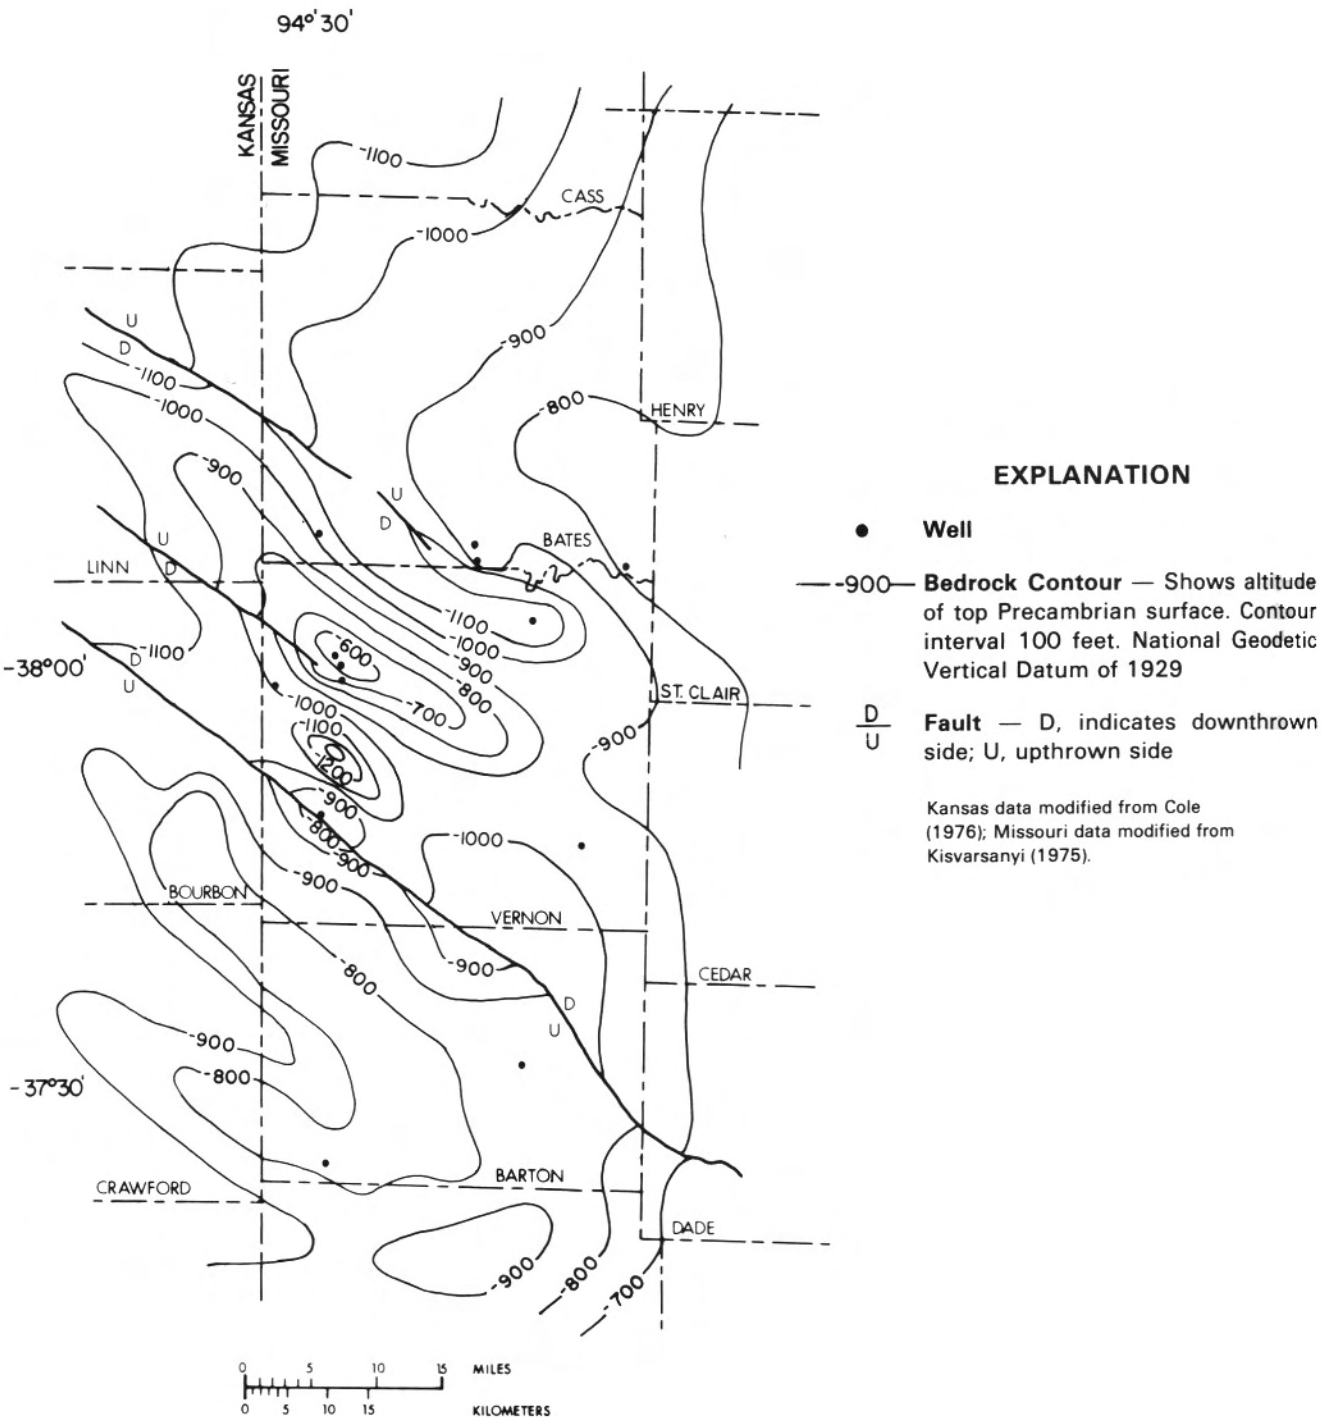 94°30'
KANSAS
MISSOURI
-1100
CASS
-1000
U
D
-900
-1100
-1000
-800
HENRY
-900
U
D
U
D
LINN
BATES
-1100
-600
-1000
-900
-800
-700
-38°00'
-1100
D
U
ST. CLAIR
-1000
-1100
-1200
-900
-900
-800
-900
-1000
-900
BOURBON
VERNON
-800
-900
CEDAR
D
U
-900
-800
-37°30'
CRAWFORD
BARTON
DADE
-900
-800
-700
0 5 10 15 MILES
0 5 10 15 KILOMETERS
EXPLANATION
Well
-900 Bedrock Contour — Shows altitude
of top Precambrian surface. Contour
interval 100 feet. National Geodetic
Vertical Datum of 1929
D
U
Fault — D, indicates downthrown
side; U, upthrown side
Kansas data modified from Cole
(1976); Missouri data modified from
Kisvarsanyi (1975).